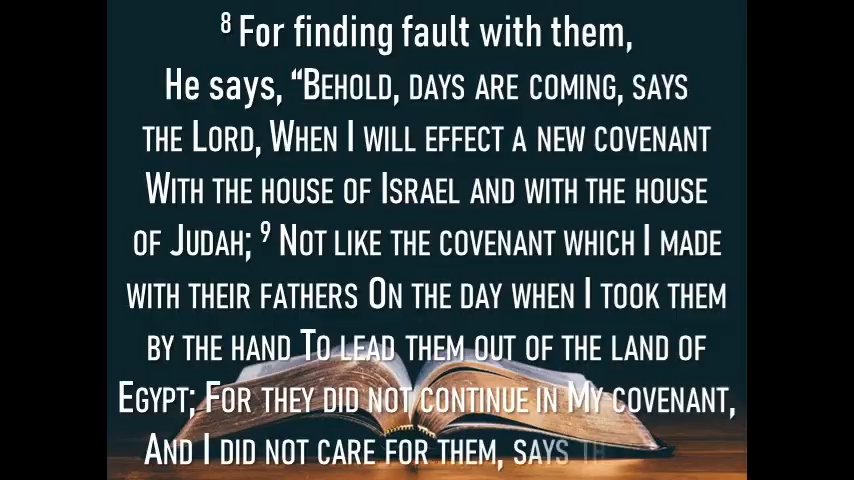 8 For finding fault with them,
He says, “BEHOLD, DAYS ARE COMING, SAYS
THE LORD, WHEN I WILL EFFECT A NEW COVENANT
WITH THE HOUSE OF ISRAEL AND WITH THE HOUSE
OF JUDAH; 9 NOT LIKE THE COVENANT WHICH I MADE
WITH THEIR FATHERS ON THE DAY WHEN I TOOK THEM
BY THE HAND TO LEAD THEM OUT OF THE LAND OF
EGYPT; FOR THEY DID NOT CONTINUE IN MY COVENANT,
AND I DID NOT CARE FOR THEM, SAYS